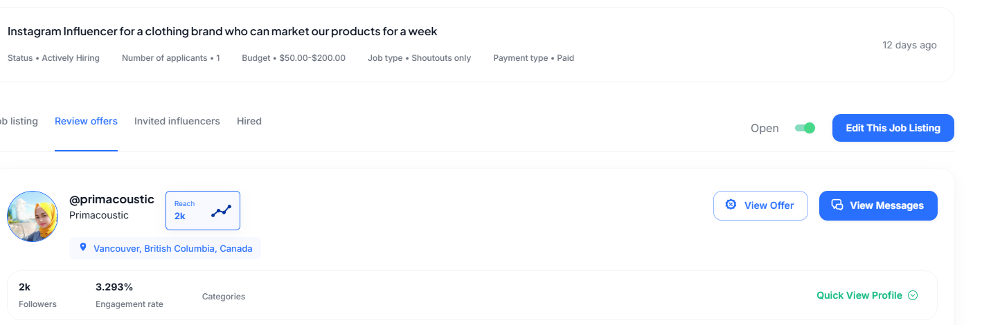 Instagram Influencer for a clothing brand who can market our products for a week
12 days ago
Status • Actively Hiring Number of applicants • 1 Budget • $50.00-$200.00 Job type • Shoutouts only Payment type • Paid
ob listing Review offers Invited influencers Hired
Open Edit This Job Listing
@primacoustic
Primacoustic
Reach
2k
View Offer View Messages
Vancouver, British Columbia, Canada
2k 3.293%
Followers Engagement rate Categories
Quick View Profile